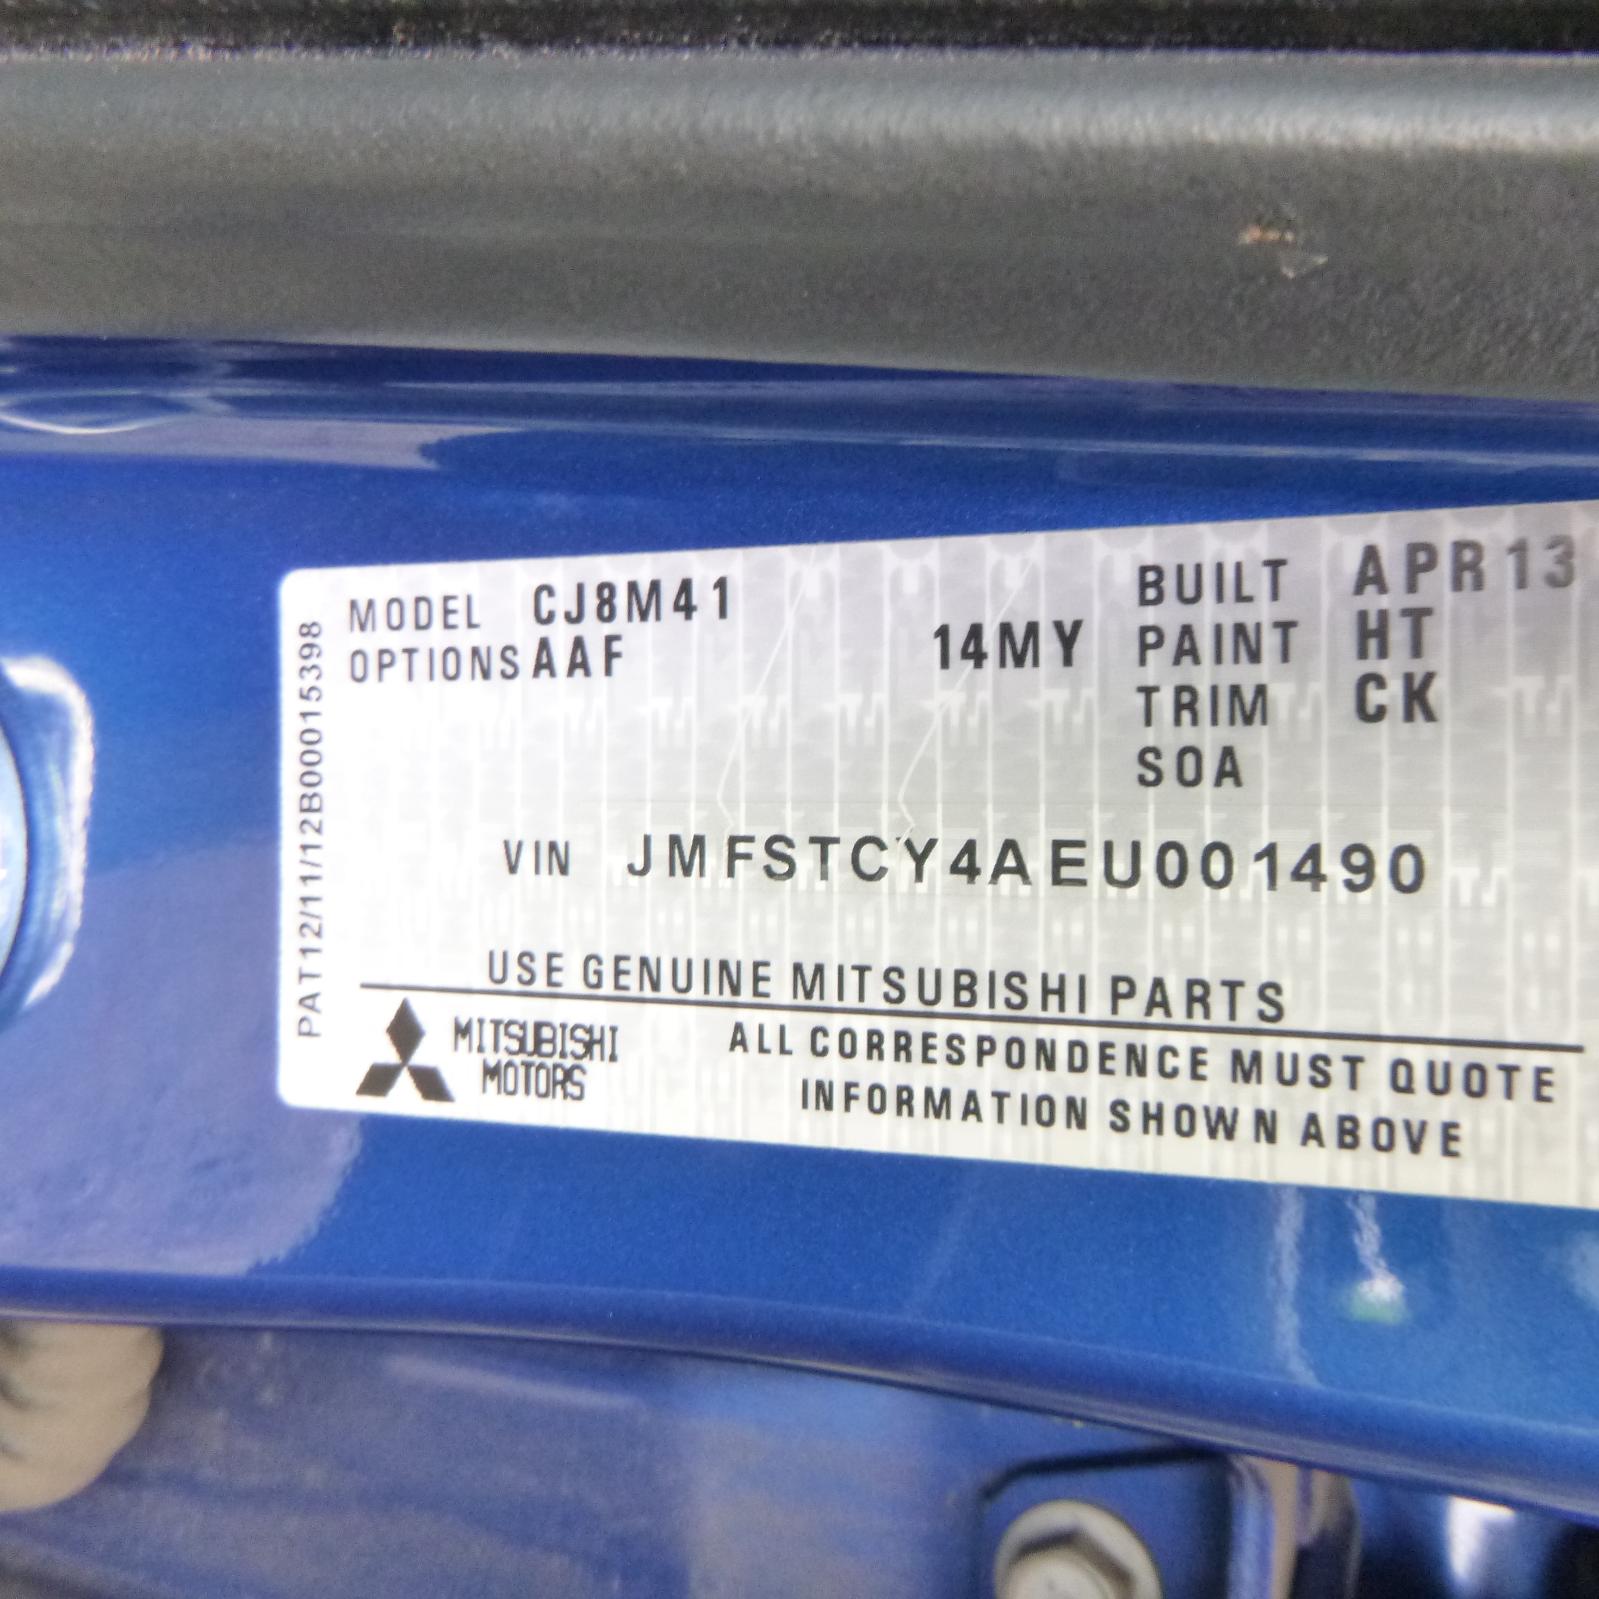 MODEL CJ8M41 BUILT APR13
OPTIONS AAF 14MY PAINT HT
TRIM CK
SOA
VIN JMFSTCY4AEU001490
USE GENUINE MITSUBISHI PARTS
MITSUBISHI
MOTORS
ALL CORRESPONDENCE MUST QUOTE
INFORMATION SHOWN ABOVE
PAT12/11/12B00015398